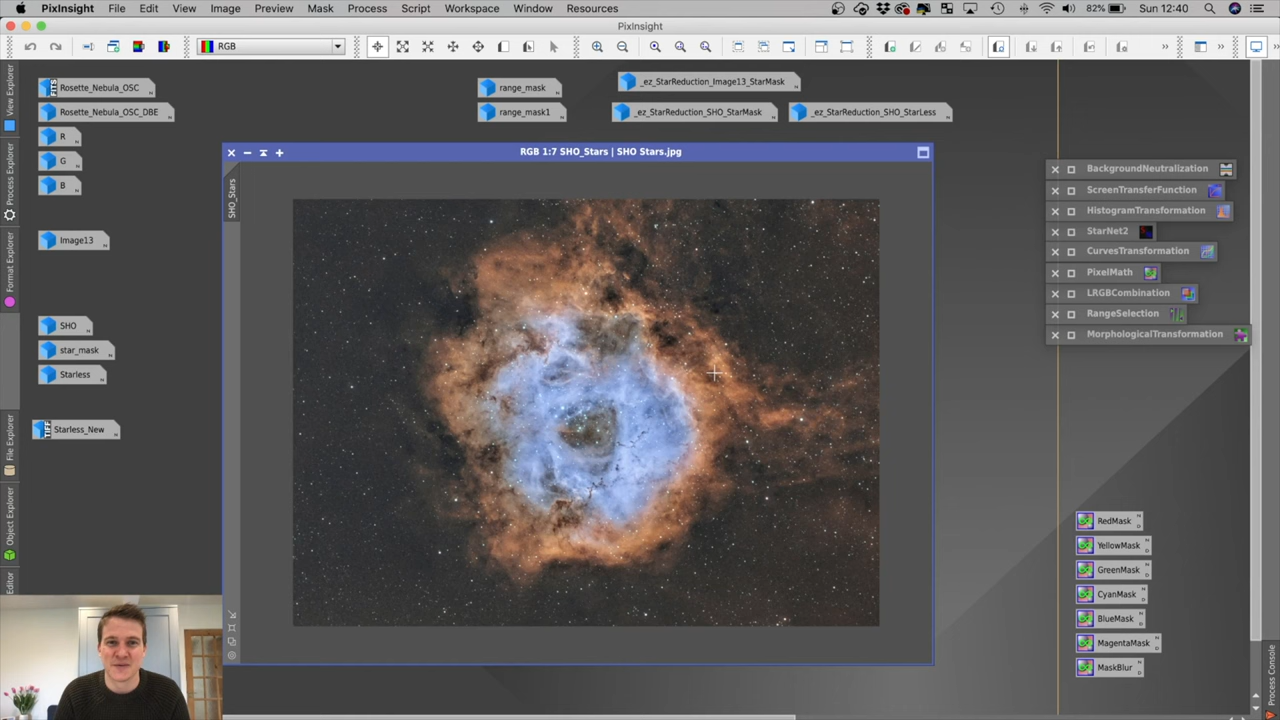 PixInsight File Edit View Image Preview Mask Process Script Workspace Window Resources 82% Sun 12:40
PixInsight
RGB
View Explorer
Process Explorer
Format Explorer
File Explorer
Object Explorer
Editor
FITS Rosette_Nebula_OSC
Rosette_Nebula_OSC_DBE
R
G
B
Image13
SHO
star_mask
Starless
TIFF Starless_New
range_mask
range_mask1
_ez_StarReduction_Image13_StarMask
_ez_StarReduction_SHO_StarMask
_ez_StarReduction_SHO_StarLess
RGB 1:7 SHO_Stars | SHO Stars.jpg
SHO_Stars
BackgroundNeutralization
ScreenTransferFunction
HistogramTransformation
StarNet2
CurvesTransformation
PixelMath
LRGBCombination
RangeSelection
MorphologicalTransformation
RedMask
YellowMask
GreenMask
CyanMask
BlueMask
MagentaMask
MaskBlur
Process Console